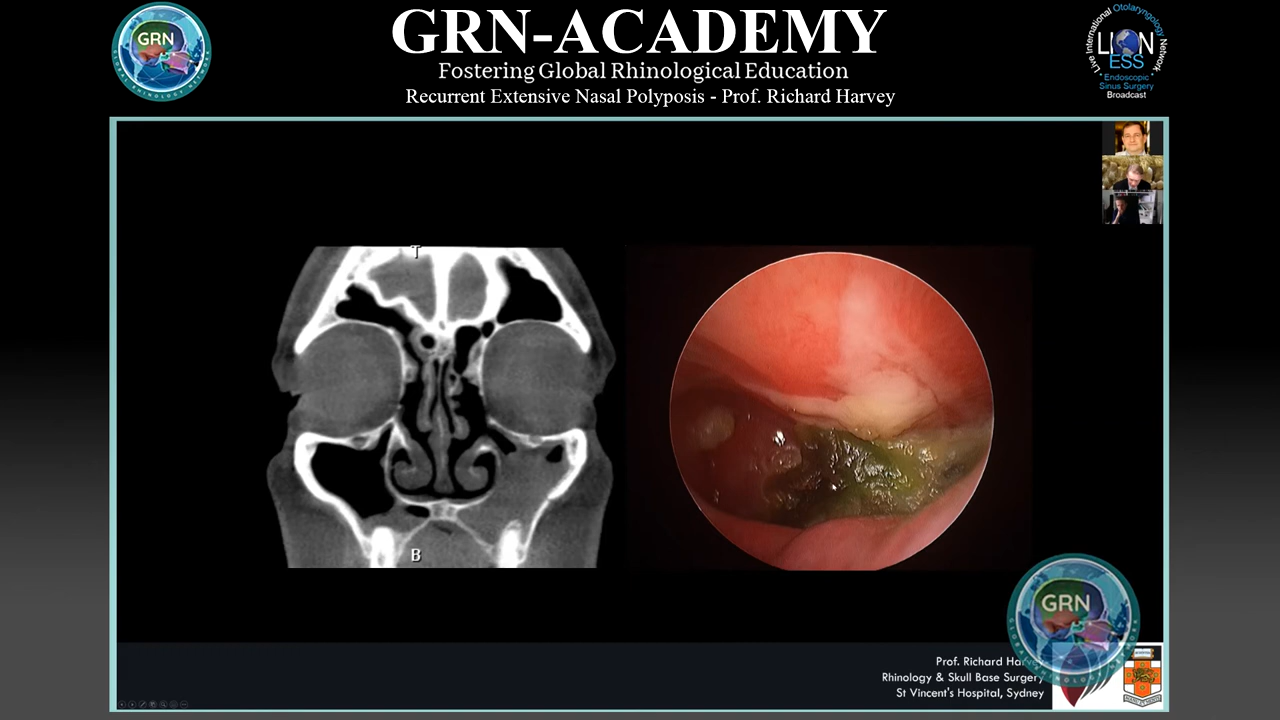 GRN
GRN-ACADEMY
Fostering Global Rhinological Education
Recurrent Extensive Nasal Polyposis - Prof. Richard Harvey
Live International Otolaryngology Network
LION
ESS
Endoscopic
Sinus Surgery
Broadcast
T
B
GRN
Prof. Richard Har
Rhinology & Skull Base Surgery
St Vincent's Hospital, Sydney